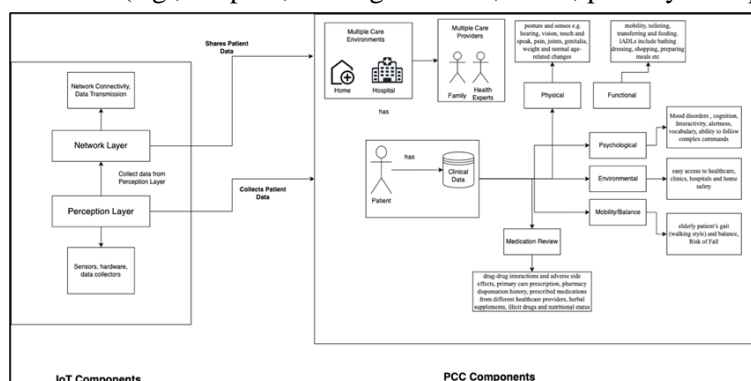 Shares Patient
Data
Network Connectivity,
Data Transmission
Network Layer
Collect data from
Perception Layer
Collects Patient
Data
Perception Layer
Sensors, hardware,
data collectors
IoT Components
Multiple Care
Environments
Home
Hospital
Multiple Care
Providers
Family
Health
Experts
has
Patient
has
Clinical
Data
posture and senses e.g.
hearing, vision, touch and
speak, pain, joints, genitalia,
weight and normal age-
related changes
Physical
mobility, toileting,
transferring and feeding.
IADLs include bathing
dressing, shopping, preparing
meals etc
Functional
Psychological
Mood disorders , cognition,
Interactivity, alertness,
vocabulary, ability to follow
complex commands
Environmental
easy access to healthcare,
clinics, hospitals and home
safety
Mobility/Balance
elderly patient's gait
(walking style) and balance,
Risk of Fall
Medication Review
drug-drug interactions and adverse side
effects, primary care prescription, pharmacy
dispensation history, prescribed medications
from different healthcare providers, herbal
supplements, illicit drugs and nutritional status
PCC Components